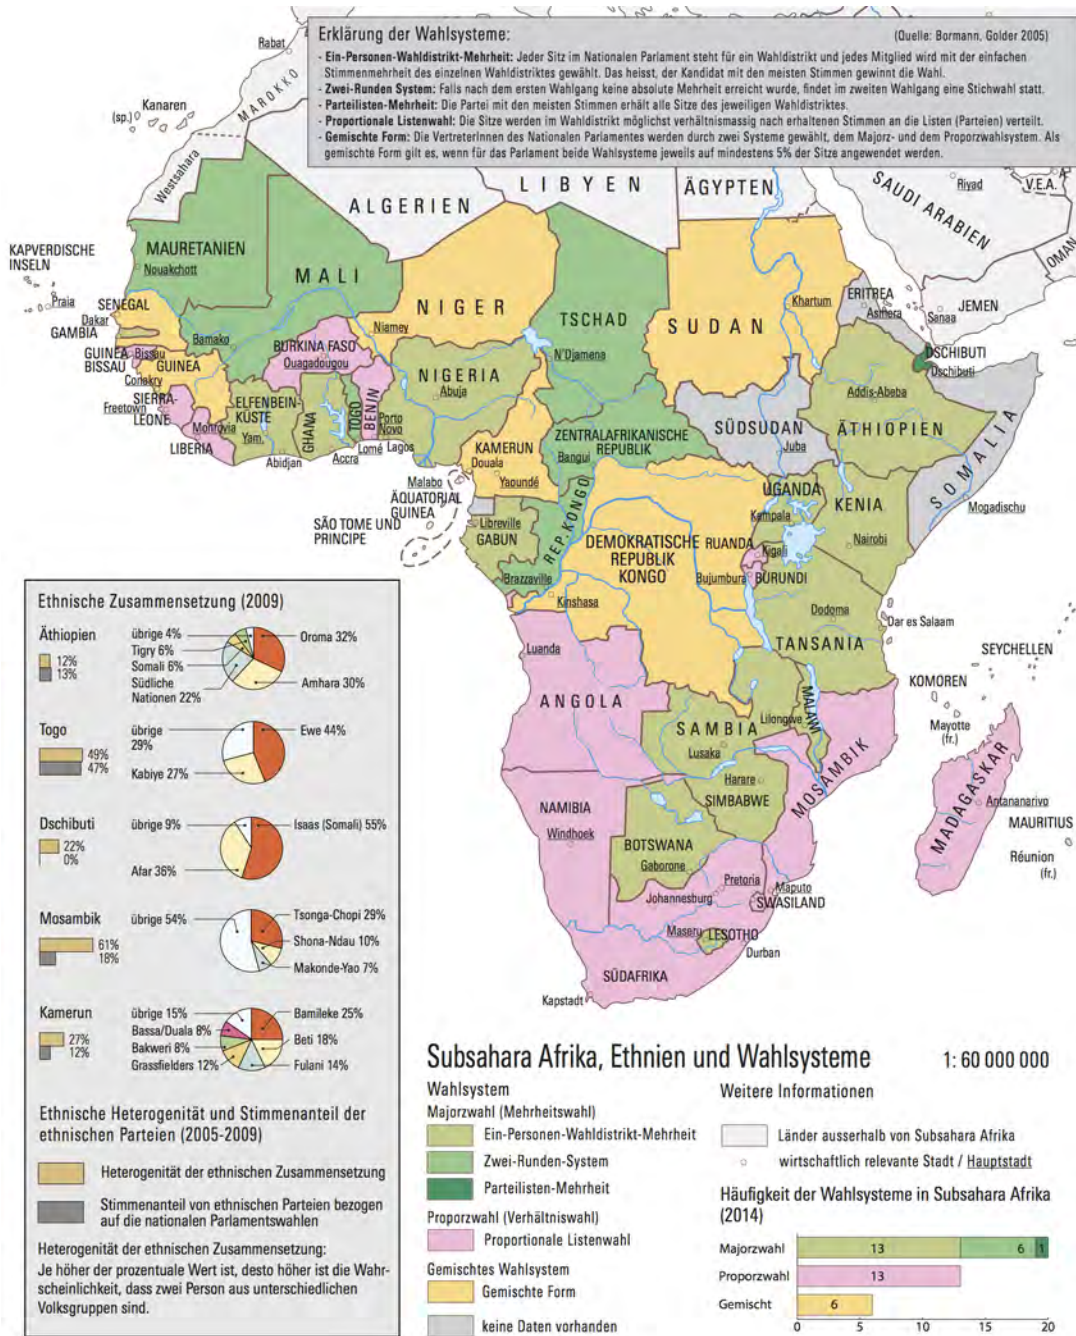 Erklärung der Wahlsysteme:
(Quelle: Bormann, Golder 2005)
- Ein-Personen-Wahldistrikt-Mehrheit: Jeder Sitz im Nationalen Parlament steht für ein Wahldistrikt und jedes Mitglied wird mit der einfachen
Stimmenmehrheit des einzelnen Wahldistriktes gewählt. Das heisst, der Kandidat mit den meisten Stimmen gewinnt die Wahl.
- Zwei-Runden System: Falls nach dem ersten Wahlgang keine absolute Mehrheit erreicht wurde, findet im zweiten Wahlgang eine Stichwahl statt.
- Parteilisten-Mehrheit: Die Partei mit den meisten Stimmen erhält alle Sitze des jeweiligen Wahldistriktes.
- Proportionale Listenwahl: Die Sitze werden im Wahldistrikt möglichst verhältnismassig nach erhaltenen Stimmen an die Listen (Parteien) verteilt.
- Gemischte Form: Die VertreterInnen des Nationalen Parlamentes werden durch zwei Systeme gewählt, dem Majorz- und dem Proporzwahlsystem. Als
gemischte Form gilt es, wenn für das Parlament beide Wahlsysteme jeweils auf mindestens 5% der Sitze angewendet werden.
Rabat
MAROKKO
Kanaren
(sp.)
Westsahara
ALGERIEN
LIBYEN
ÄGYPTEN
SAUDI ARABIEN
Riyad
V.E.A.
OMAN
JEMEN
Sanaa
KAPVERDISCHE
INSELN
Praia
MAURETANIEN
Nouakchott
MALI
Bamako
NIGER
Niamey
TSCHAD
N'Djamena
SUDAN
Khartum
ERITREA
Asmera
DSCHIBUTI
Dschibuti
SENEGAL
Dakar
GAMBIA
GUINEA
BISSAU
Bissau
GUINEA
Conakry
SIERRA-
LEONE
Freetown
Monrovia
LIBERIA
ELFENBEIN-
KÜSTE
Yam.
Abidjan
BURKINA FASO
Ouagadougou
GHANA
Accra
TOGO
Lomé
BENIN
Porto
Novo
Lagos
NIGERIA
Abuja
KAMERUN
Douala
Yaoundé
ZENTRALAFRIKANISCHE
REPUBLIK
Bangui
SÜDSUDAN
Juba
ÄTHIOPIEN
Addis-Abeba
SOMALIA
Mogadischu
Malabo
ÄQUATORIAL
GUINEA
SÃO TOME UND
PRINCIPE
Libreville
GABUN
REP. KONGO
Brazzaville
DEMOKRATISCHE
REPUBLIK
KONGO
Kinshasa
UGANDA
Kampala
KENIA
Nairobi
RUANDA
Kigali
Bujumbura
BURUNDI
TANSANIA
Dodoma
Dar es Salaam
SEYCHELLEN
KOMOREN
Mayotte
(fr.)
Luanda
ANGOLA
SAMBIA
Lusaka
MALAWI
Lilongwe
MOSAMBIK
Maputo
Harare
SIMBABWE
NAMIBIA
Windhoek
BOTSWANA
Gaborone
Pretoria
Johannesburg
SWASILAND
Maseru
LESOTHO
Durban
SÜDAFRIKA
Kapstadt
MADAGASKAR
Antananarivo
MAURITIUS
Réunion
(fr.)
Ethnische Zusammensetzung (2009)
Äthiopien
12%
13%
übrige 4%
Tigry 6%
Somali 6%
Südliche
Nationen 22%
Oroma 32%
Amhara 30%
Togo
49%
47%
übrige
29%
Kabiye 27%
Ewe 44%
Dschibuti
22%
0%
übrige 9%
Afar 36%
Isaas (Somali) 55%
Mosambik
61%
18%
übrige 54%
Tsonga-Chopi 29%
Shona-Ndau 10%
Makonde-Yao 7%
Kamerun
27%
12%
übrige 15%
Bassa/Duala 8%
Bakweri 8%
Grassfielders 12%
Bamileke 25%
Beti 18%
Fulani 14%
Ethnische Heterogenität und Stimmenanteil der
ethnischen Parteien (2005-2009)
Heterogenität der ethnischen Zusammensetzung
Stimmenanteil von ethnischen Parteien bezogen
auf die nationalen Parlamentswahlen
Heterogenität der ethnischen Zusammensetzung:
Je höher der prozentuale Wert ist, desto höher ist die Wahr-
scheinlichkeit, dass zwei Person aus unterschiedlichen
Volksgruppen sind.
Subsahara Afrika, Ethnien und Wahlsysteme
1: 60 000 000
Wahlsystem
Majorzwahl (Mehrheitswahl)
Ein-Personen-Wahldistrikt-Mehrheit
Zwei-Runden-System
Parteilisten-Mehrheit
Proporzwahl (Verhältniswahl)
Proportionale Listenwahl
Gemischtes Wahlsystem
Gemischte Form
keine Daten vorhanden
Weitere Informationen
Länder ausserhalb von Subsahara Afrika
wirtschaftlich relevante Stadt / Hauptstadt
Häufigkeit der Wahlsysteme in Subsahara Afrika
(2014)
Majorzwahl
13
6
1
Proporzwahl
13
Gemischt
6
0
5
10
15
20